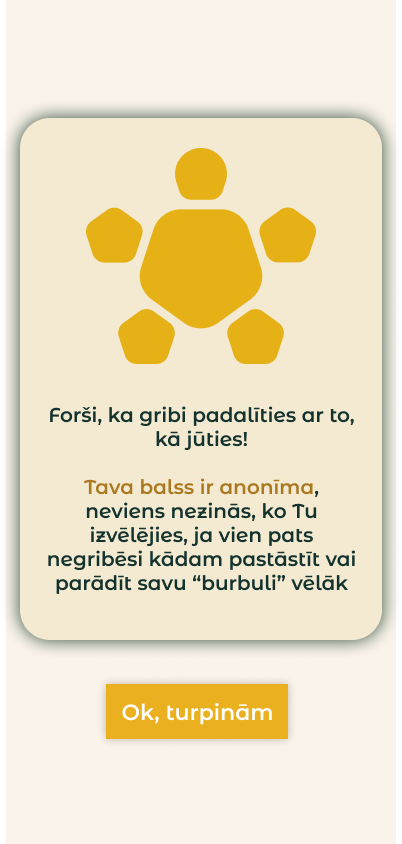 Forši, ka gribi padalīties ar to,
kā jūties!
Tava balss ir anonīma,
neviens nezinās, ko Tu
izvēlējies, ja vien pats
negribēsi kādam pastāstīt vai
parādīt savu “burbuli” vēlāk
Ok, turpinām